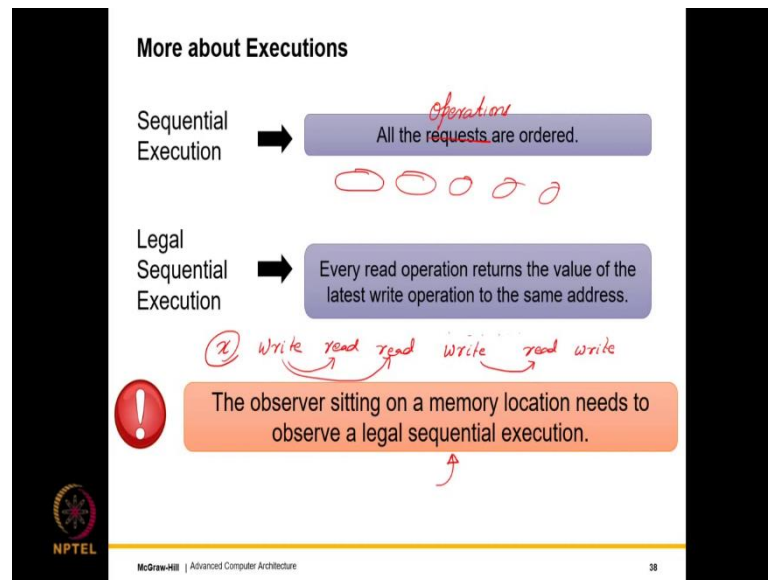 More about Executions
operations
Sequential
Execution
All the requests are ordered.
Legal
Sequential
Execution
Every read operation returns the value of the
latest write operation to the same address.
x write read read write read write
!
The observer sitting on a memory location needs to
observe a legal sequential execution.
NPTEL
McGraw-Hill | Advanced Computer Architecture
38